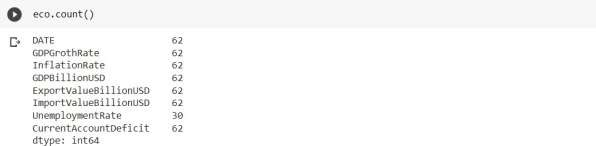 eco.count()
DATE 62
GDPGrothRate 62
InflationRate 62
GDPBillionUSD 62
ExportValueBillionUSD 62
ImportValueBillionUSD 62
UnemploymentRate 30
CurrentAccountDeficit 62
dtype: int64